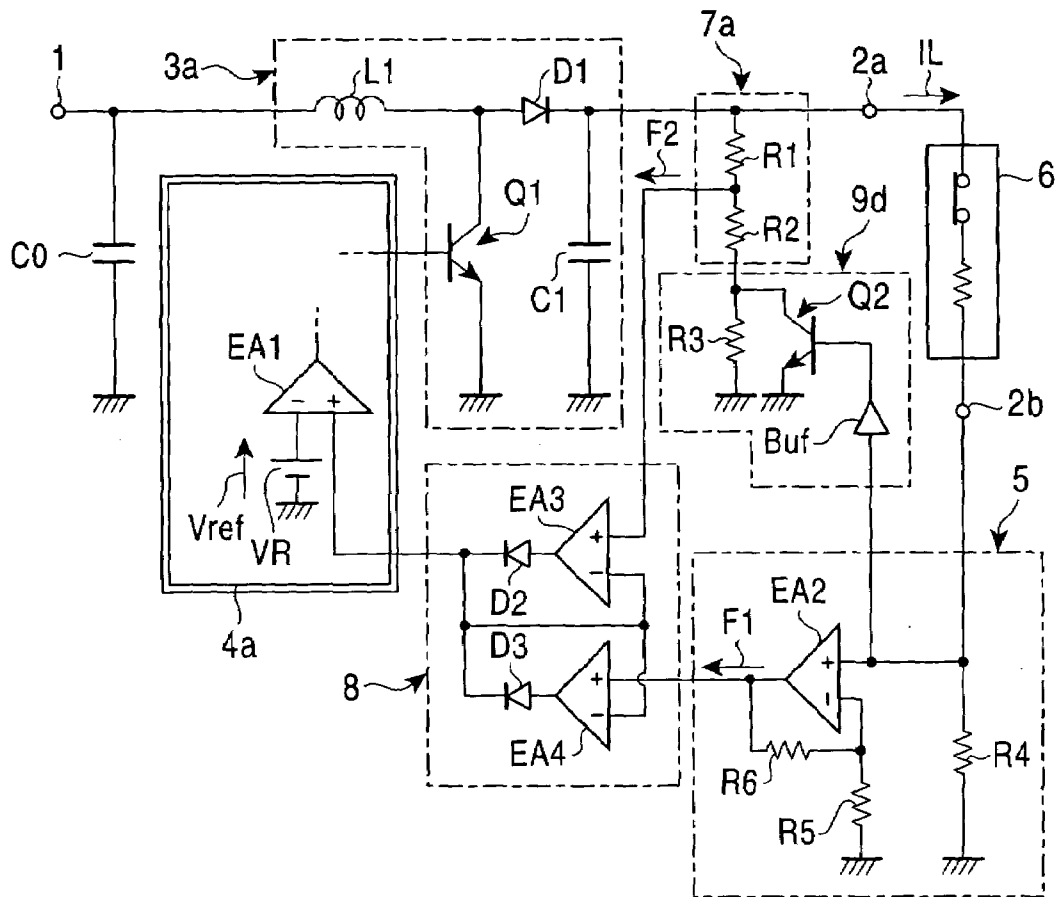 7a
1
3a
L1
D1
2a
IL
F2
R1
6
Q1
R2
9d
C0
C1
Q2
R3
EA1
- +
2b
Buf
Vref
VR
EA3
+
-
5
4a
D2
EA2
F1
D3
+
-
8
+
-
EA4
R6
R4
R5